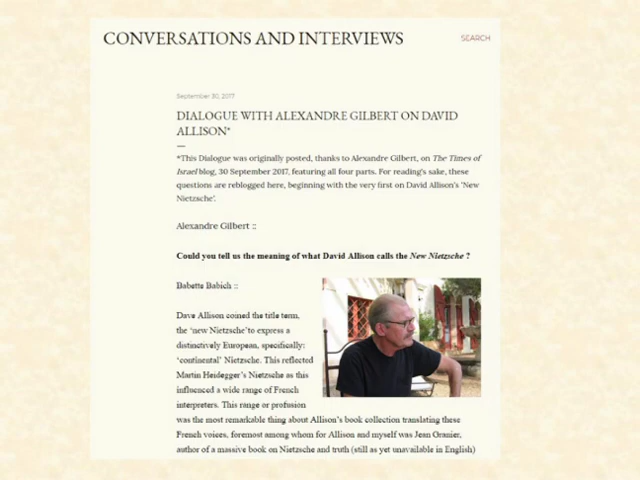 CONVERSATIONS AND INTERVIEWS
SEARCH
September 30, 2017
DIALOGUE WITH ALEXANDRE GILBERT ON DAVID
ALLISON*
*This Dialogue was originally posted, thanks to Alexandre Gilbert, on The Times of
Israel blog, 30 September 2017, featuring all four parts. For reading's sake, these
questions are reblogged here, beginning with the very first on David Allison's 'New
Nietzsche'.
Alexandre Gilbert ::
Could you tell us the meaning of what David Allison calls the New Nietzsche ?
Babette Babich ::
Dave Allison coined the title term,
the 'new Nietzsche'to express a
distinctively European, specifically:
'continental' Nietzsche. This reflected
Martin Heidegger's Nietzsche as this
influenced a wide range of French
interpreters. This range or profusion
was the most remarkable thing about Allison's book collection translating these
French voices, foremost among whom for Allison and myself was Jean Granier,
author of a massive book on Nietzsche and truth (still as yet unavailable in English)